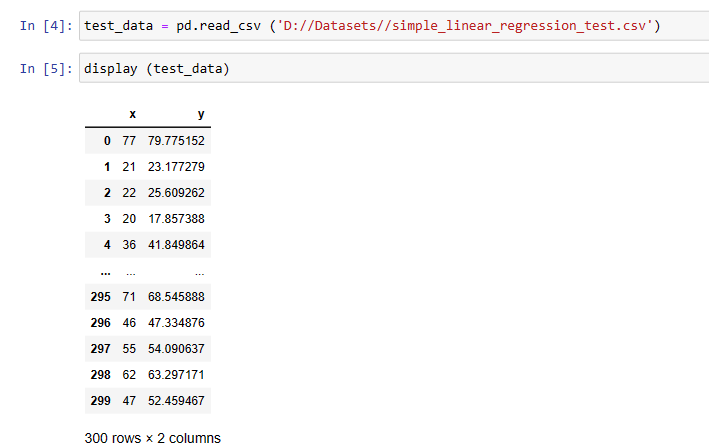 In [4]: test_data = pd.read_csv ('D://Datasets//simple_linear_regression_test.csv')
In [5]: display (test_data)
x y
0 77 79.775152
1 21 23.177279
2 22 25.609262
3 20 17.857388
4 36 41.849864
... ... ...
295 71 68.545888
296 46 47.334876
297 55 54.090637
298 62 63.297171
299 47 52.459467
300 rows × 2 columns